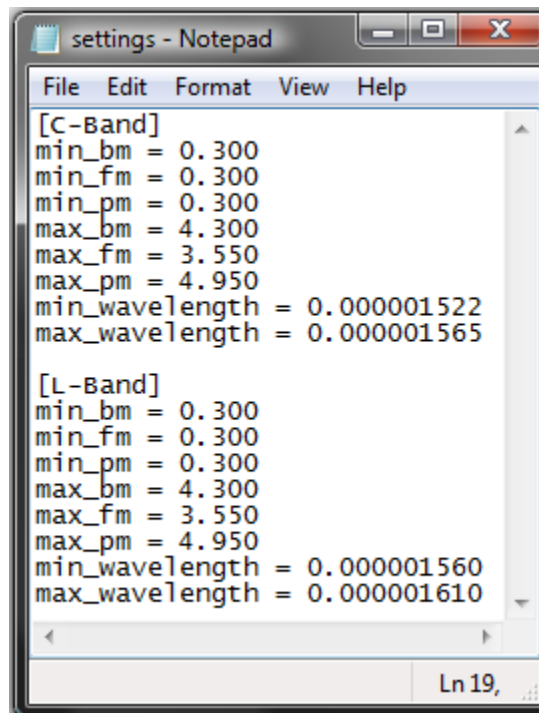 settings - Notepad
File Edit Format View Help
[C-Band]
min_bm = 0.300
min_fm = 0.300
min_pm = 0.300
max_bm = 4.300
max_fm = 3.550
max_pm = 4.950
min_wavelength = 0.000001522
max_wavelength = 0.000001565
[L-Band]
min_bm = 0.300
min_fm = 0.300
min_pm = 0.300
max_bm = 4.300
max_fm = 3.550
max_pm = 4.950
min_wavelength = 0.000001560
max_wavelength = 0.000001610
Ln 19,